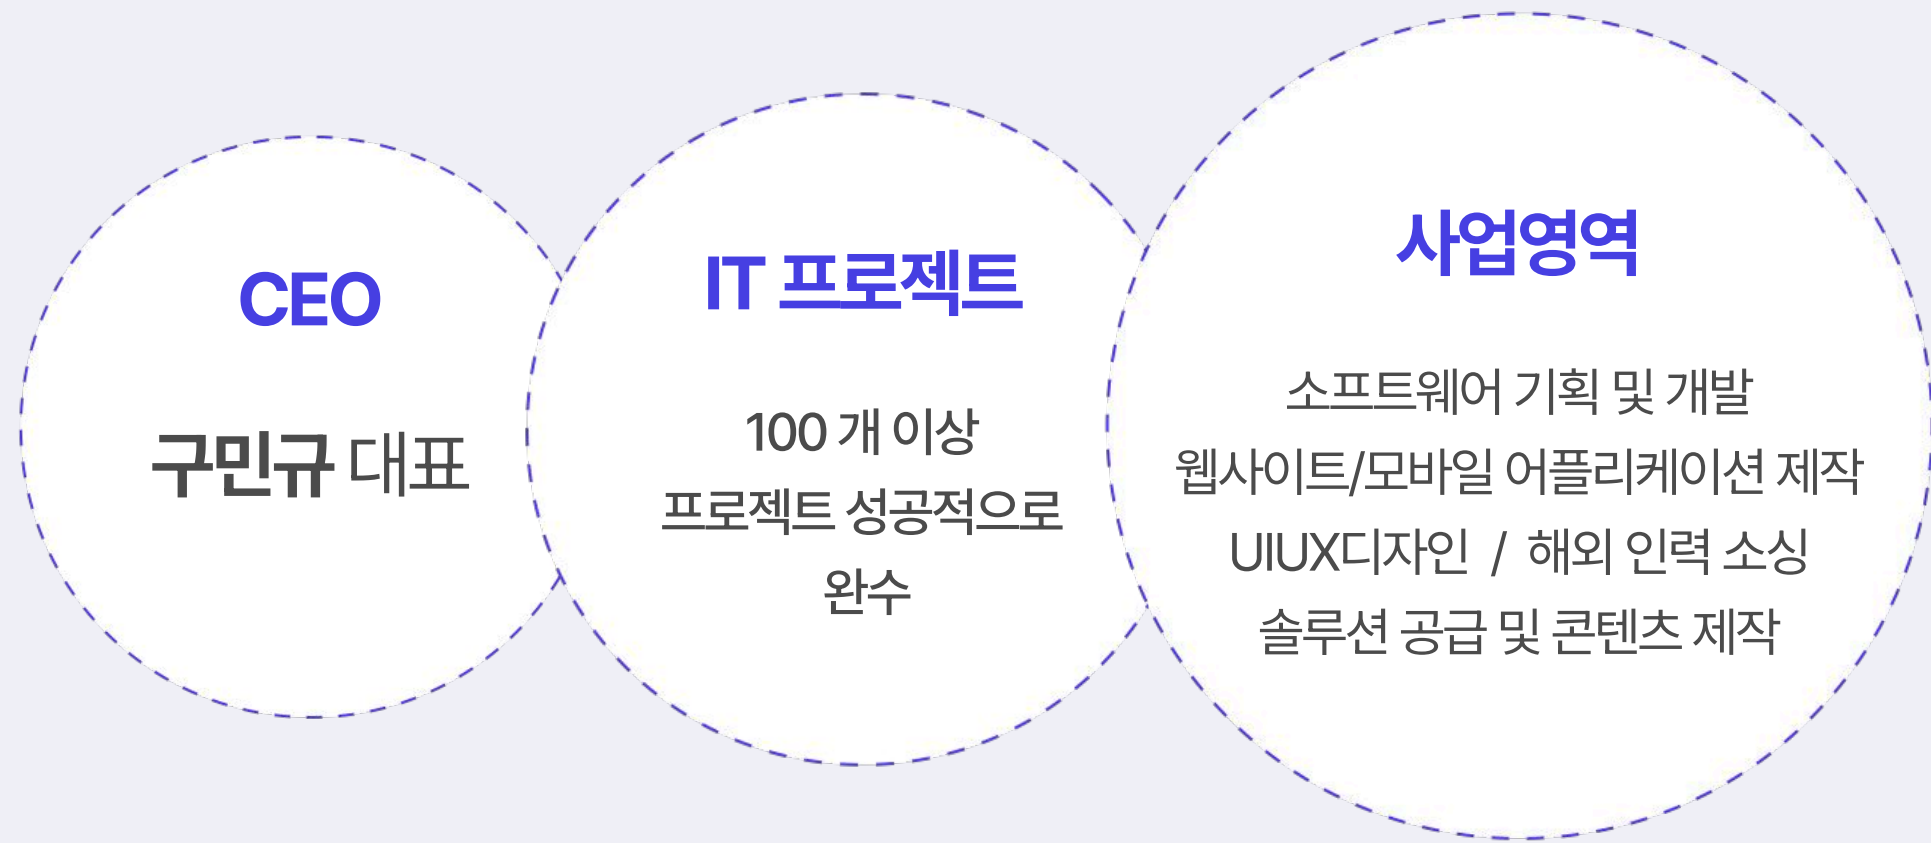 CEO
구민규 대표
IT 프로젝트
100 개 이상
프로젝트 성공적으로
완수
사업영역
소프트웨어 기획 및 개발
웹사이트/모바일 어플리케이션 제작
UIUX디자인 / 해외 인력 소싱
솔루션 공급 및 콘텐츠 제작